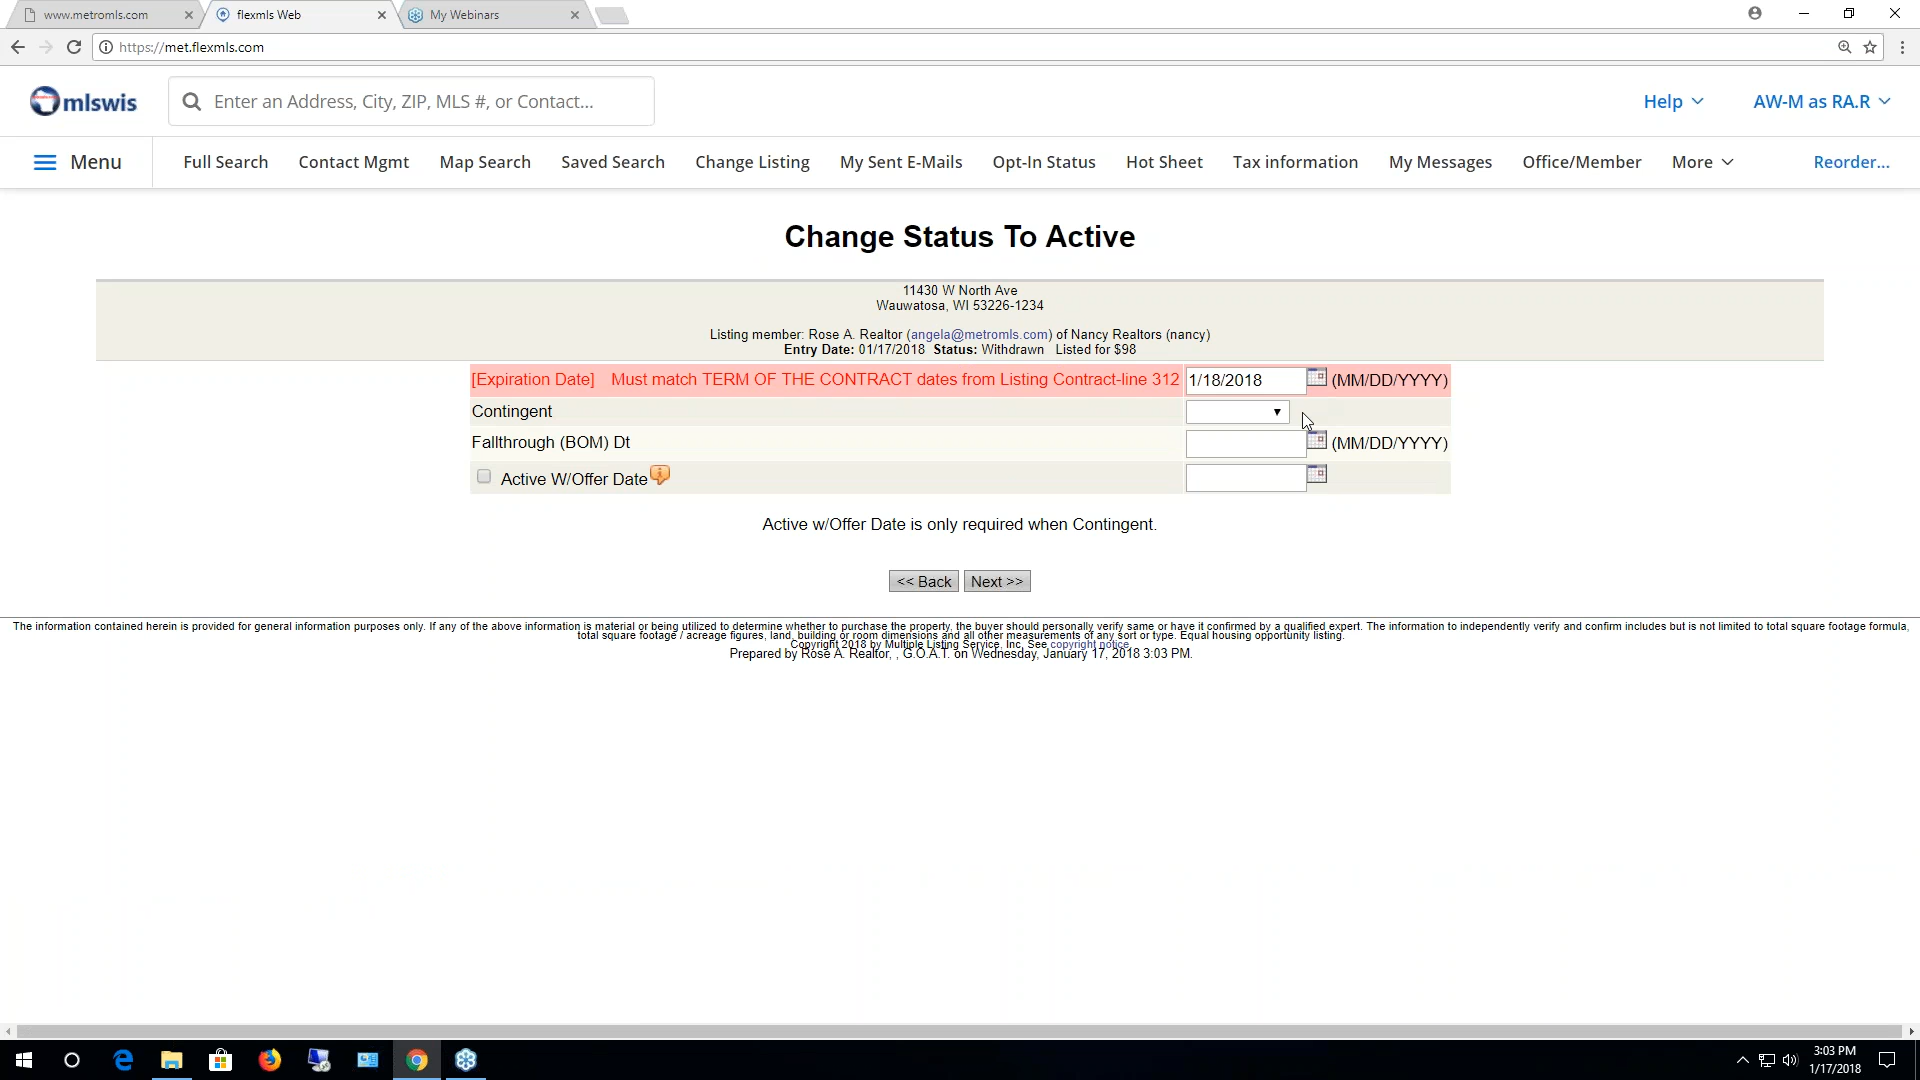 www.metromls.com
flexmls Web
My Webinars
https://met.flexmls.com
mlswis
Enter an Address, City, ZIP, MLS #, or Contact...
Help
AW-M as RA.R
Menu
Full Search
Contact Mgmt
Map Search
Saved Search
Change Listing
My Sent E-Mails
Opt-In Status
Hot Sheet
Tax information
My Messages
Office/Member
More
Reorder...
Change Status To Active
11430 W North Ave
Wauwatosa, WI 53226-1234
Listing member: Rose A. Realtor (angela@metromls.com) of Nancy Realtors (nancy)
Entry Date: 01/17/2018 Status: Withdrawn Listed for $98
[Expiration Date] Must match TERM OF THE CONTRACT dates from Listing Contract-line 312 1/18/2018 (MM/DD/YYYY)
Contingent
Fallthrough (BOM) Dt (MM/DD/YYYY)
Active W/Offer Date
Active w/Offer Date is only required when Contingent.
<< Back Next >>
The information contained herein is provided for general information purposes only. If any of the above information is material or being utilized to determine whether to purchase the property, the buyer should personally verify same or have it confirmed by a qualified expert. The information to independently verify and confirm includes but is not limited to total square footage formula,
total square footage / acreage figures, land, building or room dimensions and all other measurements of any sort or type. Equal housing opportunity listing.
Copyright 2018 by Multiple Listing Service, Inc. See copyright notice.
Prepared by Rose A. Realtor, , G.O.A.T. on Wednesday, January 17, 2018 3:03 PM.
3:03 PM
1/17/2018